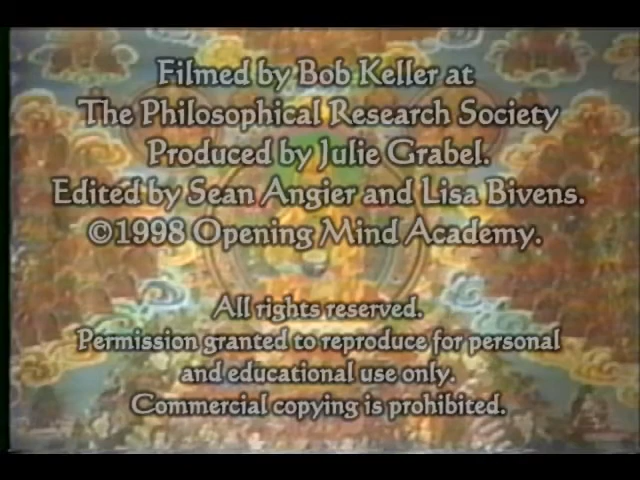 Filmed by Bob Keller at
The Philosophical Research Society
Produced by Julie Grabel.
Edited by Sean Angier and Lisa Bivens.
©1998 Opening Mind Academy.
All rights reserved.
Permission granted to reproduce for personal
and educational use only.
Commercial copying is prohibited.